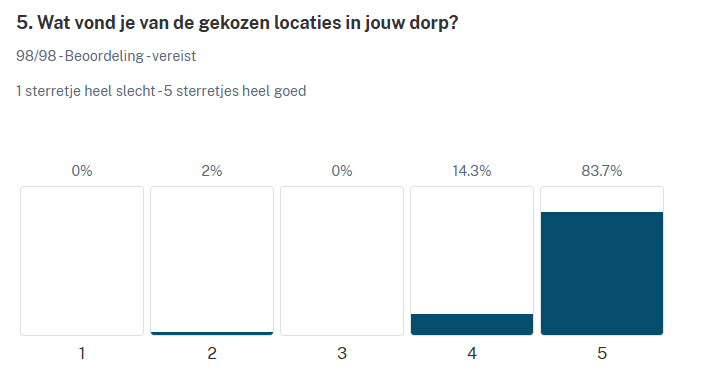 5. Wat vond je van de gekozen locaties in jouw dorp?
98/98 - Beoordeling - vereist
1 sterretje heel slecht - 5 sterretjes heel goed
0% 2% 0% 14.3% 83.7%
1 2 3 4 5